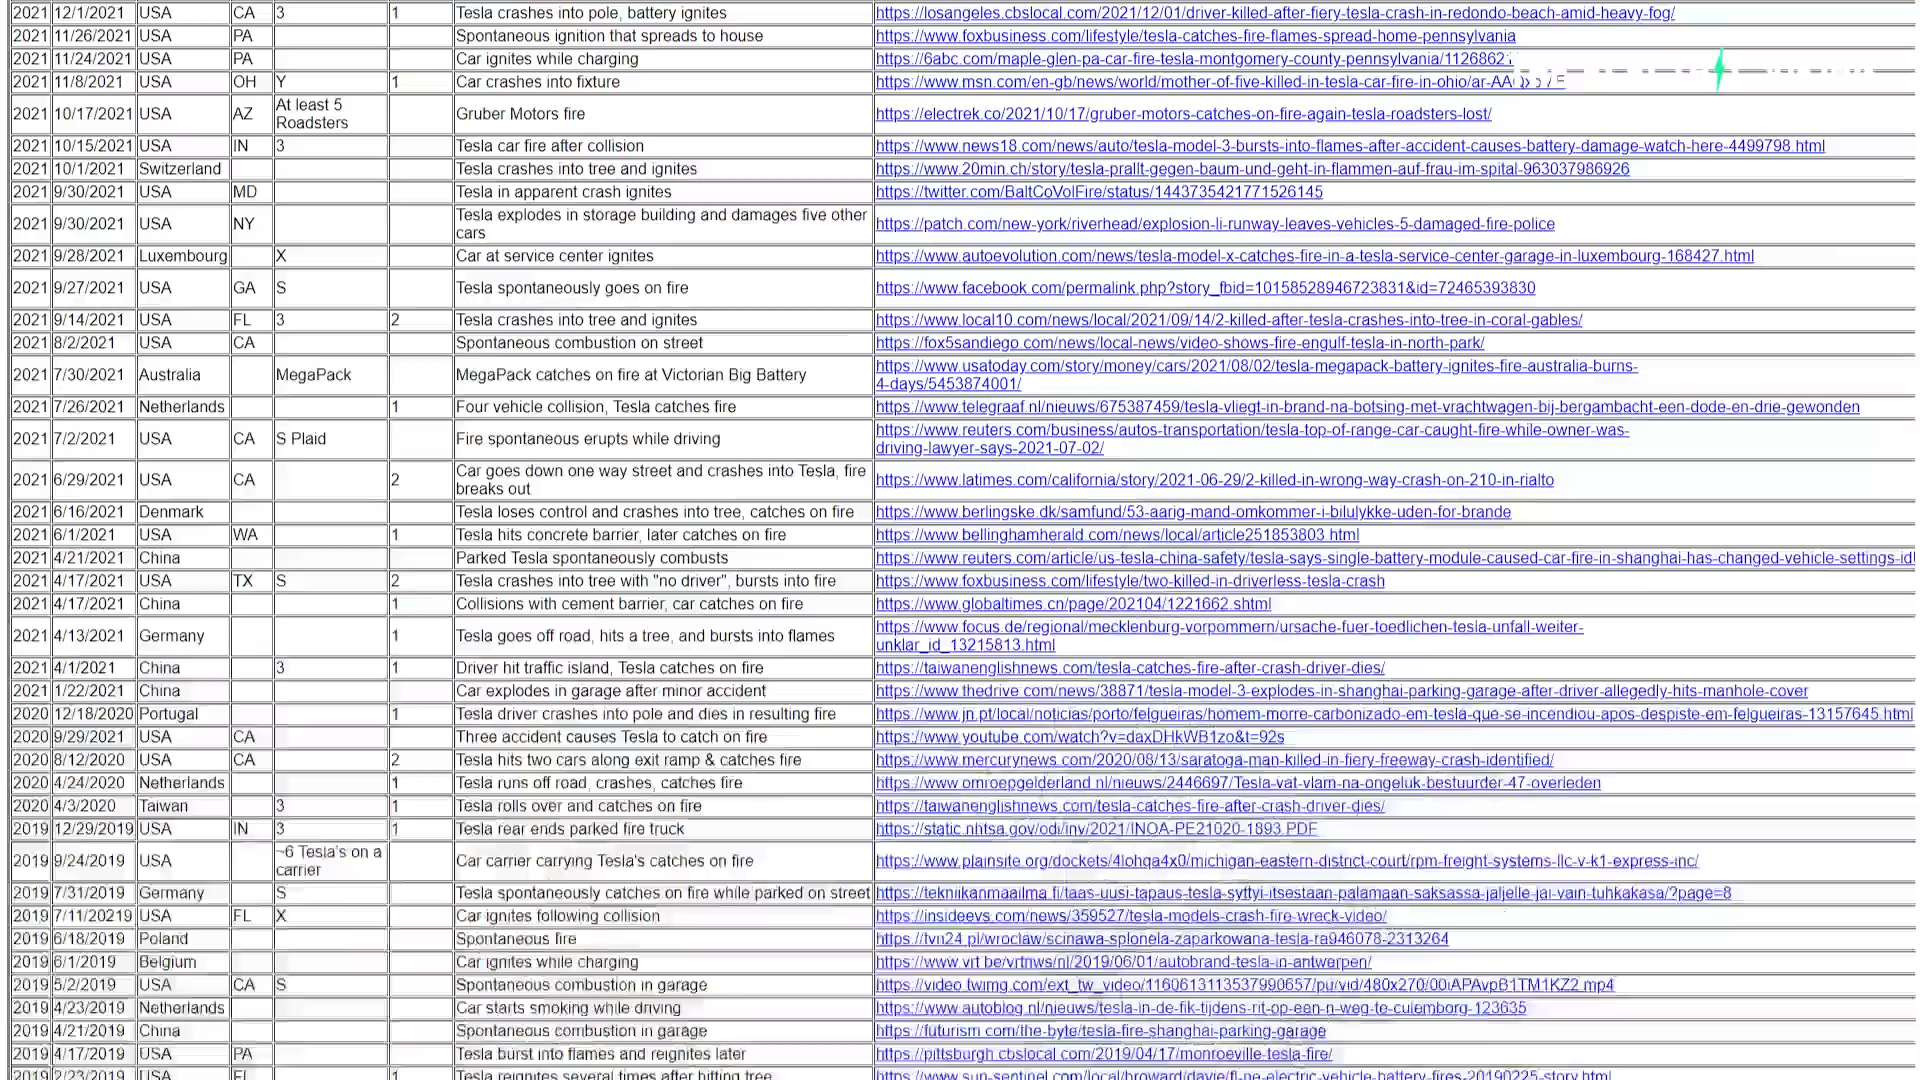 2021 12/1/2021 USA CA 3 1 Tesla crashes into pole, battery ignites https://losangeles.cbslocal.com/2021/12/01/driver-killed-after-fiery-tesla-crash-in-redondo-beach-amid-heavy-fog/
2021 11/26/2021 USA PA Spontaneous ignition that spreads to house https://www.foxbusiness.com/lifestyle/tesla-catches-fire-flames-spread-home-pennsylvania
2021 11/24/2021 USA PA Car ignites while charging https://6abc.com/maple-glen-pa-car-fire-tesla-montgomery-county-pennsylvania/1126862
2021 11/8/2021 USA OH Y 1 Car crashes into fixture https://www.msn.com/en-gb/news/world/mother-of-five-killed-in-tesla-car-fire-in-ohio/ar-AA
2021 10/17/2021 USA AZ At least 5 Roadsters Gruber Motors fire https://electrek.co/2021/10/17/gruber-motors-catches-on-fire-again-tesla-roadsters-lost/
2021 10/15/2021 USA IN 3 Tesla car fire after collision https://www.news18.com/news/auto/tesla-model-3-bursts-into-flames-after-accident-causes-battery-damage-watch-here-4499798.html
2021 10/1/2021 Switzerland Tesla crashes into tree and ignites https://www.20min.ch/story/tesla-prallt-gegen-baum-und-geht-in-flammen-auf-frau-im-spital-963037986926
2021 9/30/2021 USA MD Tesla in apparent crash ignites https://twitter.com/BaltCoVolFire/status/1443735421771526145
2021 9/30/2021 USA NY Tesla explodes in storage building and damages five other cars https://patch.com/new-york/riverhead/explosion-li-runway-leaves-vehicles-5-damaged-fire-police
2021 9/28/2021 Luxembourg X Car at service center ignites https://www.autoevolution.com/news/tesla-model-x-catches-fire-in-a-tesla-service-center-garage-in-luxembourg-168427.html
2021 9/27/2021 USA GA S Tesla spontaneously goes on fire https://www.facebook.com/permalink.php?story_fbid=10158528946723831&id=72465393830
2021 9/14/2021 USA FL 3 2 Tesla crashes into tree and ignites https://www.local10.com/news/local/2021/09/14/2-killed-after-tesla-crashes-into-tree-in-coral-gables/
2021 8/2/2021 USA CA Spontaneous combustion on street https://fox5sandiego.com/news/local-news/video-shows-fire-engulf-tesla-in-north-park/
2021 7/30/2021 Australia MegaPack MegaPack catches on fire at Victorian Big Battery https://www.usatoday.com/story/money/cars/2021/08/02/tesla-megapack-battery-ignites-fire-australia-burns-
4-days/5453874001/
2021 7/26/2021 Netherlands 1 Four vehicle collision, Tesla catches fire https://www.telegraaf.nl/nieuws/675387459/tesla-vliegt-in-brand-na-botsing-met-vrachtwagen-bij-bergambacht-een-dode-en-drie-gewonden
2021 7/2/2021 USA CA S Plaid Fire spontaneous erupts while driving https://www.reuters.com/business/autos-transportation/tesla-top-of-range-car-caught-fire-while-owner-was-
driving-lawyer-says-2021-07-02/
2021 6/29/2021 USA CA 2 Car goes down one way street and crashes into Tesla, fire breaks out https://www.latimes.com/california/story/2021-06-29/2-killed-in-wrong-way-crash-on-210-in-rialto
2021 6/16/2021 Denmark Tesla loses control and crashes into tree, catches on fire https://www.berlingske.dk/samfund/53-aarig-mand-omkommer-i-bilulykke-uden-for-brande
2021 6/1/2021 USA WA 1 Tesla hits concrete barrier, later catches on fire https://www.bellinghamherald.com/news/local/article251853803.html
2021 4/21/2021 China Parked Tesla spontaneously combusts https://www.reuters.com/article/us-tesla-china-safety/tesla-says-single-battery-module-caused-car-fire-in-shanghai-has-changed-vehicle-settings-id
2021 4/17/2021 USA TX S 2 Tesla crashes into tree with "no driver", bursts into fire https://www.foxbusiness.com/lifestyle/two-killed-in-driverless-tesla-crash
2021 4/17/2021 China 1 Collisions with cement barrier, car catches on fire https://www.globaltimes.cn/page/202104/1221662.shtml
2021 4/13/2021 Germany 1 Tesla goes off road, hits a tree, and bursts into flames https://www.focus.de/regional/mecklenburg-vorpommern/ursache-fuer-toedlichen-tesla-unfall-weiter-
unklar_id_13215813.html
2021 4/1/2021 China 3 1 Driver hit traffic island, Tesla catches on fire https://taiwanenglishnews.com/tesla-catches-fire-after-crash-driver-dies/
2021 1/22/2021 China Car explodes in garage after minor accident https://www.thedrive.com/news/38871/tesla-model-3-explodes-in-shanghai-parking-garage-after-driver-allegedly-hits-manhole-cover
2020 12/18/2020 Portugal 1 Tesla driver crashes into pole and dies in resulting fire https://www.jn.pt/local/noticias/porto/felgueiras/homem-morre-carbonizado-em-tesla-que-se-incendiou-apos-despiste-em-felgueiras-13157645.html
2020 9/29/2021 USA CA Three accident causes Tesla to catch on fire https://www.youtube.com/watch?v=daxDHkWB1zo&t=92s
2020 8/12/2020 USA CA 2 Tesla hits two cars along exit ramp & catches fire https://www.mercurynews.com/2020/08/13/saratoga-man-killed-in-fiery-freeway-crash-identified/
2020 4/24/2020 Netherlands 1 Tesla runs off road, crashes, catches fire https://www.omroepgelderland.nl/nieuws/2446697/Tesla-vat-vlam-na-ongeluk-bestuurder-47-overleden
2020 4/3/2020 Taiwan 3 1 Tesla rolls over and catches on fire https://taiwanenglishnews.com/tesla-catches-fire-after-crash-driver-dies/
2019 12/29/2019 USA IN 3 1 Tesla rear ends parked fire truck https://static.nhtsa.gov/odi/inv/2021/INOA-PE21020-1893.PDF
2019 9/24/2019 USA ~6 Tesla's on a carrier Car carrier carrying Tesla's catches on fire https://www.plainsite.org/dockets/4lohqa4x0/michigan-eastern-district-court/rpm-freight-systems-llc-v-k1-express-inc/
2019 7/31/2019 Germany S Tesla spontaneously catches on fire while parked on street https://tekniikanmaailma.fi/taas-uusi-tapaus-tesla-syttyi-itsestaan-palamaan-saksassa-jaljelle-jai-vain-tuhkakasa/?page=8
2019 7/11/20219 USA FL X Car ignites following collision https://insideevs.com/news/359527/tesla-models-crash-fire-wreck-video/
2019 6/18/2019 Poland Spontaneous fire https://tvn24.pl/wroclaw/scinawa-splonela-zaparkowana-tesla-ra946078-2313264
2019 6/1/2019 Belgium Car ignites while charging https://www.vrt.be/vrtnws/nl/2019/06/01/autobrand-tesla-in-antwerpen/
2019 5/2/2019 USA CA S Spontaneous combustion in garage https://video.twimg.com/ext_tw_video/1160613113537990657/pu/vid/480x270/00iAPAvpB1TM1KZ2.mp4
2019 4/23/2019 Netherlands Car starts smoking while driving https://www.autoblog.nl/nieuws/tesla-in-de-fik-tijdens-rit-op-een-n-weg-te-culemborg-123635
2019 4/21/2019 China Spontaneous combustion in garage https://futurism.com/the-byte/tesla-fire-shanghai-parking-garage
2019 4/17/2019 USA PA Tesla burst into flames and reignites later https://pittsburgh.cbslocal.com/2019/04/17/monroeville-tesla-fire/
2019 2/23/2019 USA FL 1 Tesla reignites several times after hitting tree https://www.sun-sentinel.com/local/broward/davie/fl-ne-electric-vehicle-battery-fires-20190225-story.html